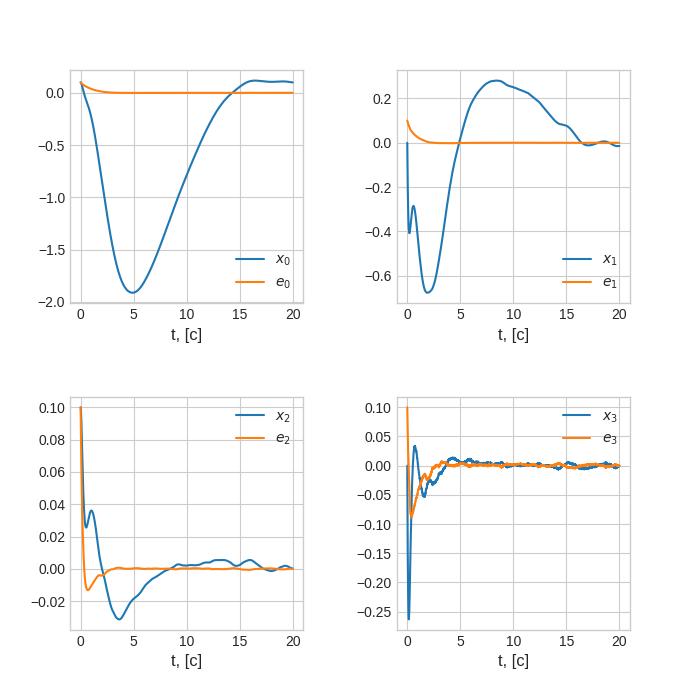 0.0
−0.5
−1.0
−1.5
−2.0
0 5 10 15 20
t, [c]
x₀
e₀
0.2
0.0
−0.2
−0.4
−0.6
0 5 10 15 20
t, [c]
x₁
e₁
0.10
0.08
0.06
0.04
0.02
0.00
−0.02
0 5 10 15 20
t, [c]
x₂
e₂
0.10
0.05
0.00
−0.05
−0.10
−0.15
−0.20
−0.25
0 5 10 15 20
t, [c]
x₃
e₃